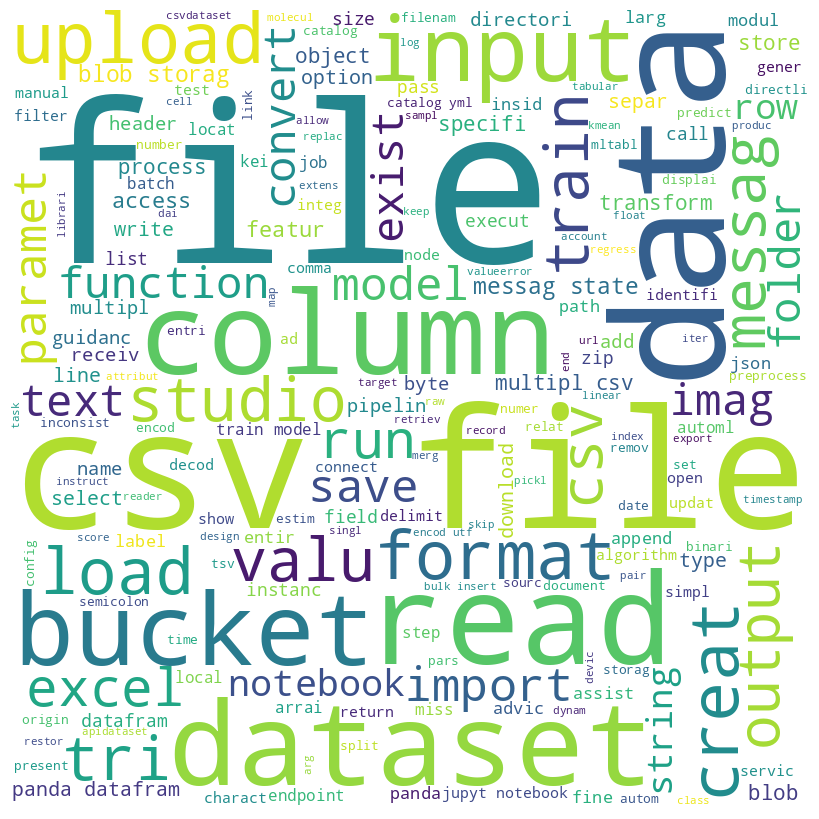 csvdataset
molecul
upload
input
data
catalog
filenam
directori
larg
modul
size
log
object
store
blob storag
convert
option
tabular
gener
manual
test
cell
link
pass
insid
separ
directli
file
catalog yml
row
filter
header
allow
sampl
specifi
train
kmean
predict
produc
number
locat
replac
exist
call
process
kei
job
mltabl
messag
batch
extens
displai
paramet
access
integ
keep
execut
transform
folder
librari
dai
write
featur
float
account
list
function
comma
node
regress
model
valueerror
messag state
identifi
multipl
map
path
column
entri
ad
url
add
iter
guidanc
receiv
end
zip
json
line
attribut
target
byte
multipl csv
preprocess
text
studio
pipelin
raw
linear
automl
imag
task
inconsist
encod
train model
run
retriev
record
numer
relat
index
export
csv file
csv
merg
remov
name
decod
connect
set
open
select
instruct
reader
save
pickl
download
updat
timestamp
show
estim
field
delimit
skip
date
score
design
singl
encod utf
append
config
label
entir
valu
format
algorithm
binari
load
tsv
instanc
bulk insert
sourc
document
type
pair
simpl
semicolon
bucket
read
creat
output
time
step
pars
devic
storag
excel
local
notebook
import
assist
string
origin
datafram
arrai
return
miss
advic
dynam
restor
apidataset
tri
dataset
split
present
arg
servic
panda datafram
charact
endpoint
panda
jupyt notebook
fine
autom
class
blob